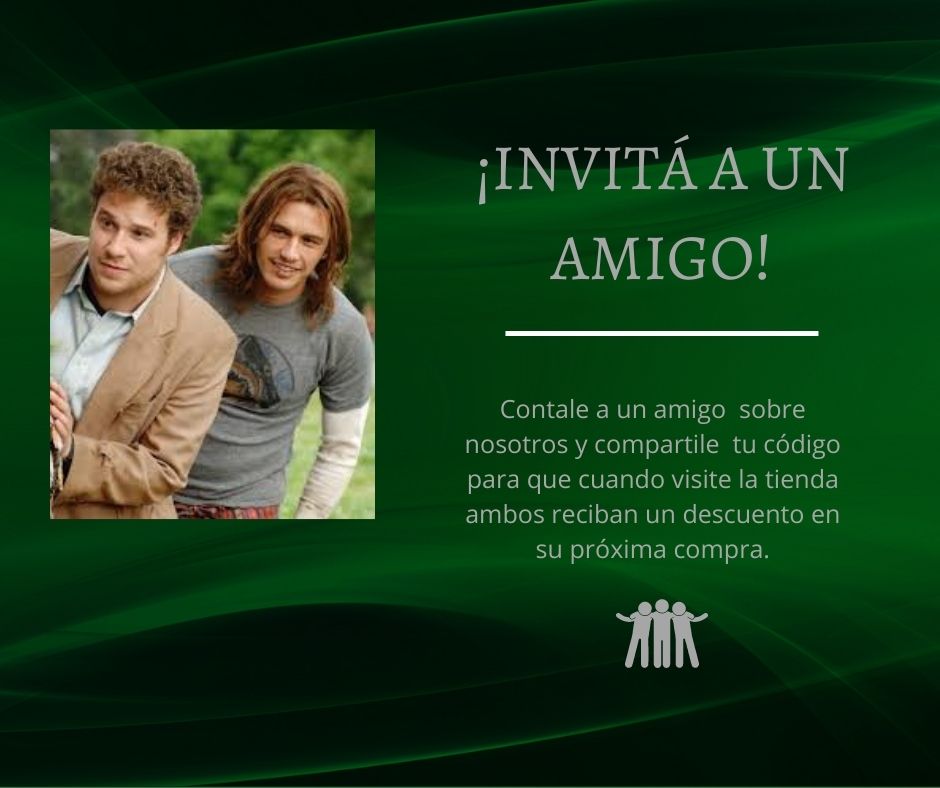 ¡INVITÁ A UN
AMIGO!
Contale a un amigo  sobre
nosotros y compartile  tu código
para que cuando visite la tienda
ambos reciban un descuento en
su próxima compra.